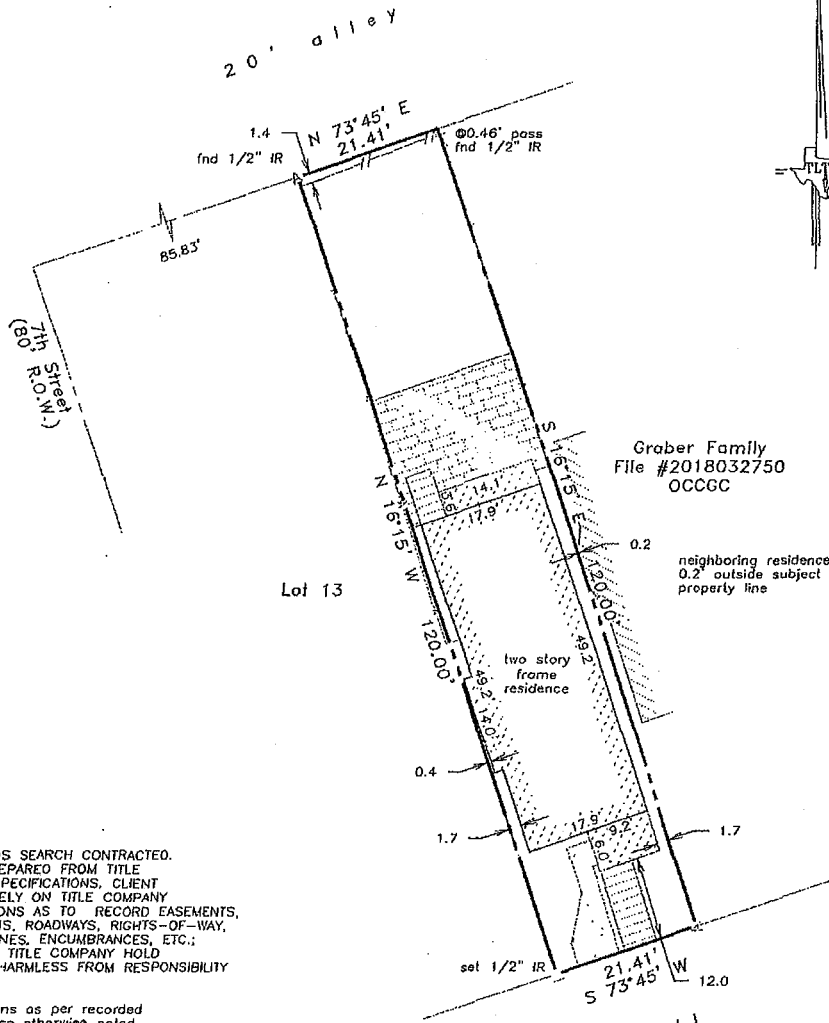 20' alley
N 73°45' E
21.41'
1.4
fnd 1/2" IR
@0.46' pass
fnd 1/2" IR
TLT
85.83'
7th Street
(80' R.O.W.)
S 16°15' E
120.00'
Graber Family
File #2018032750
OCCGC
N 16°15' W
120.00'
14.1
5.6
17.9'
0.2
neighboring residence
0.2' outside subject
property line
Lot 13
two story
frame
residence
49.2
49.2'
14.0'
0.4
1.7
17.9'
9.2
6.0
1.7
S SEARCH CONTRACTED.
EPARED FROM TITLE
PECIFICATIONS, CLIENT
ELY ON TITLE COMPANY
ONS AS TO RECORD EASEMENTS,
NS, ROADWAYS, RIGHTS-OF-WAY,
NES, ENCUMBRANCES, ETC.;
TITLE COMPANY HOLD
HARMLESS FROM RESPONSIBILITY
set 1/2" IR
21.41'
S 73°45' W
12.0
ns as per recorded